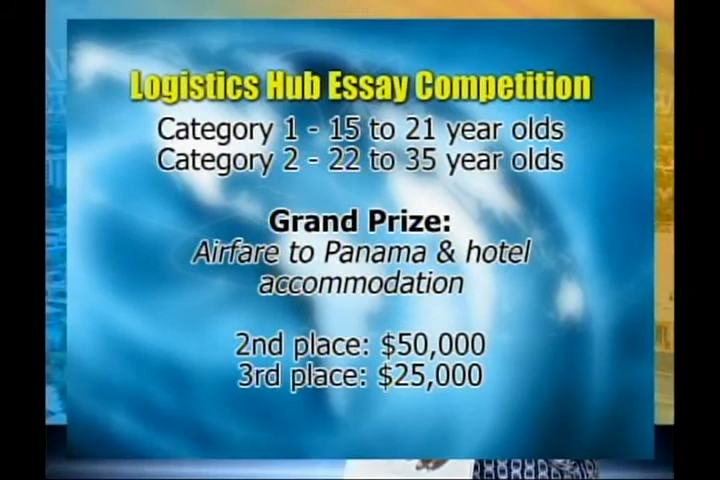 Logistics Hub Essay Competition
Category 1 - 15 to 21 year olds
Category 2 - 22 to 35 year olds
Grand Prize:
Airfare to Panama & hotel
accommodation
2nd place: $50,000
3rd place: $25,000